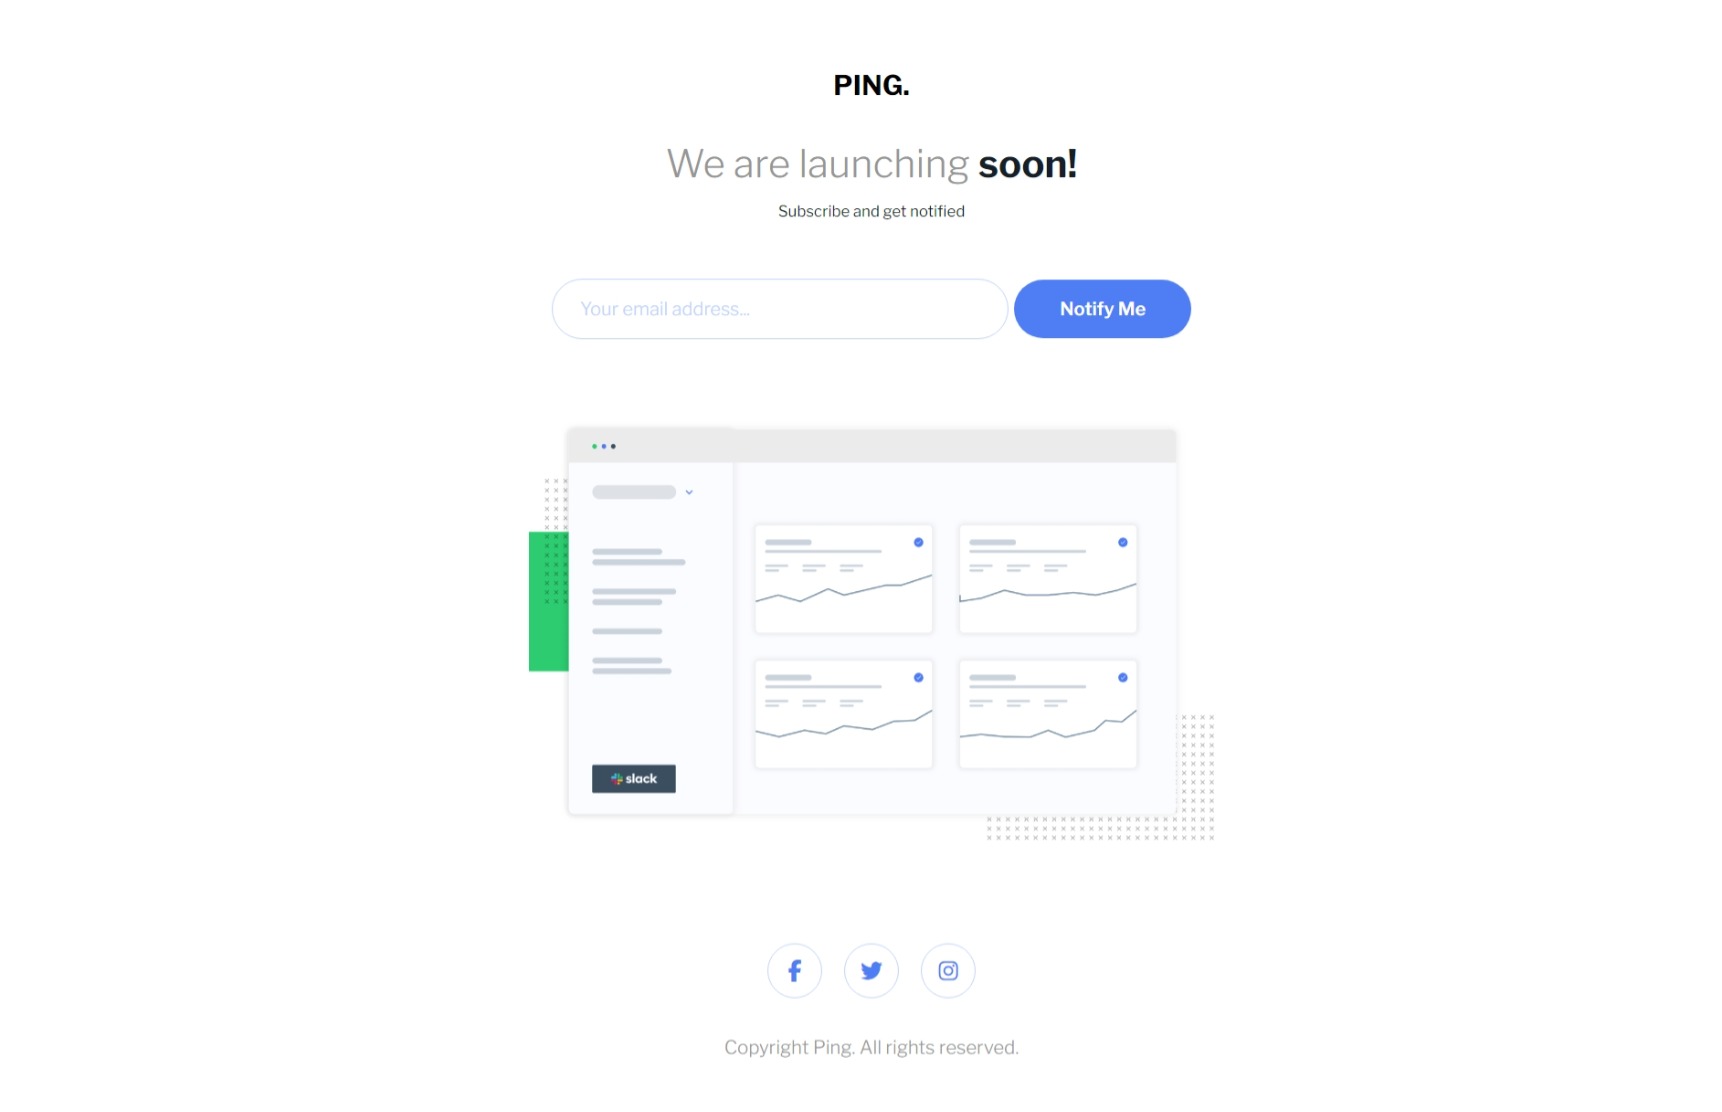 PING.
We are launching soon!
Subscribe and get notified
Your email address...
Notify Me
slack
Copyright Ping. All rights reserved.